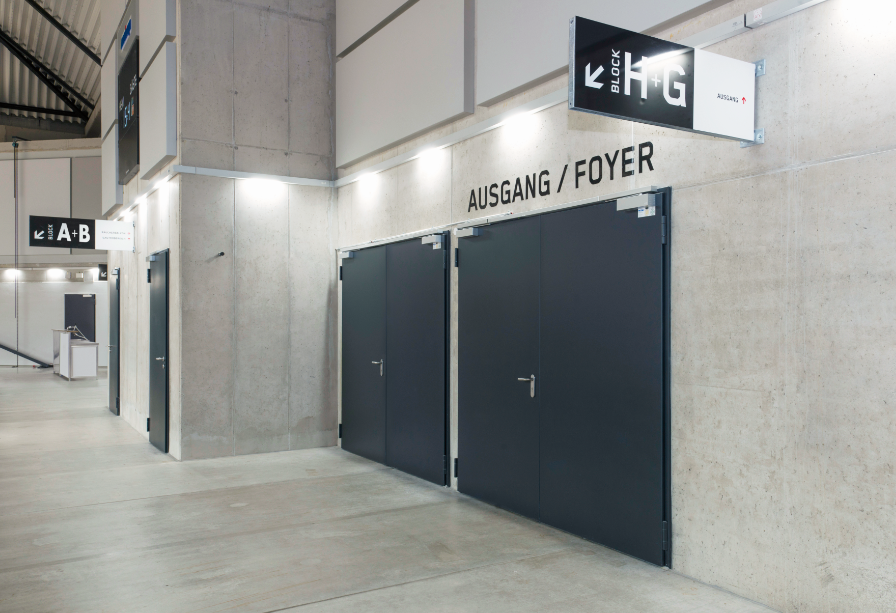 BLOCK H+G
AUSGANG
AUSGANG / FOYER
BLOCK A+B